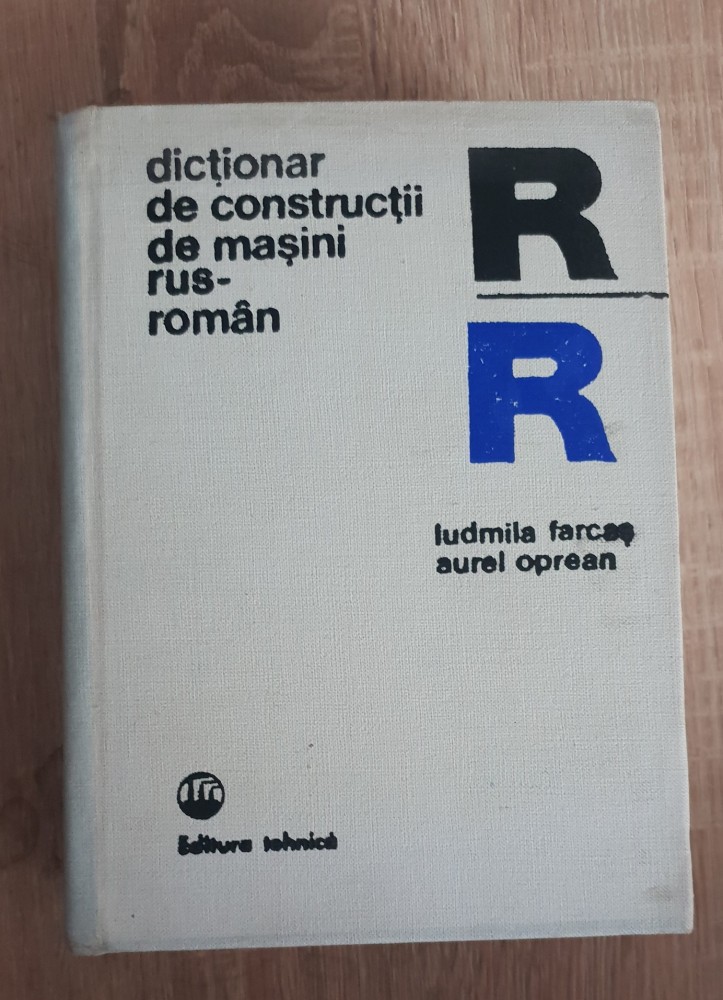 dicționar
de construcții
de mașini
rus-
român
R
R
ludmila farcaș
aurel oprean
Editura tehnică